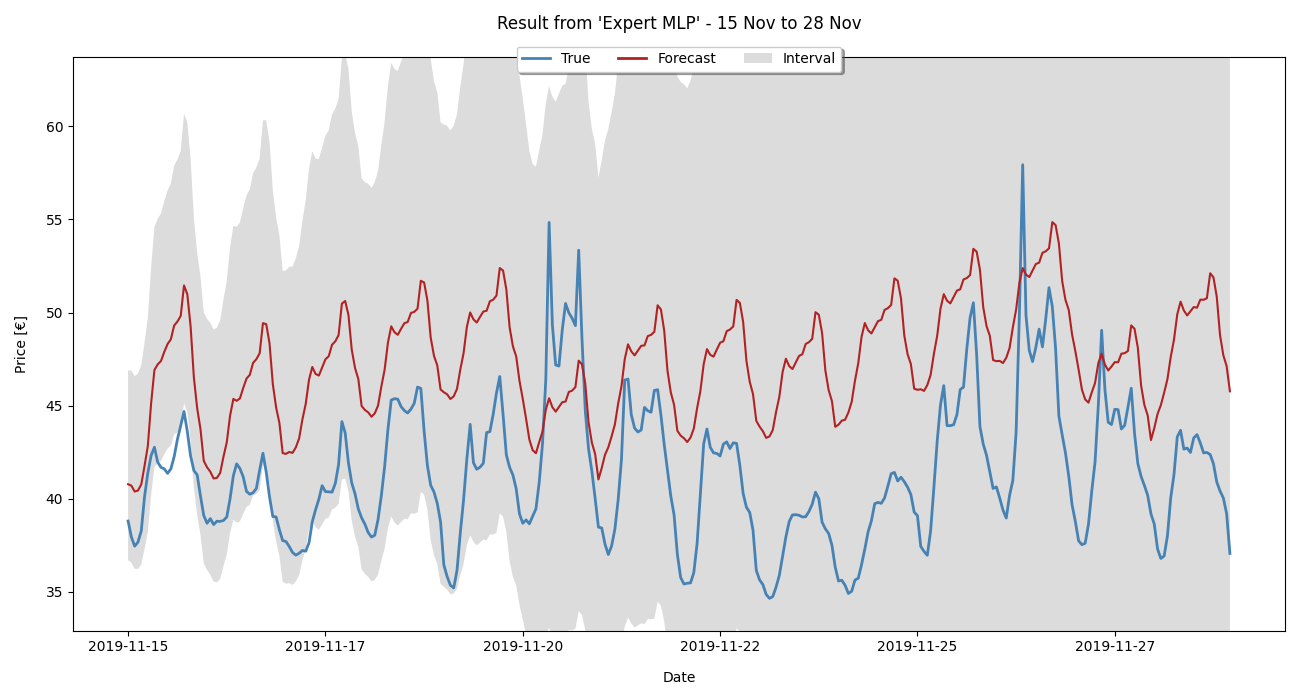 Result from 'Expert MLP' - 15 Nov to 28 Nov
True Forecast Interval
Price [€]
60
55
50
45
40
35
2019-11-15 2019-11-17 2019-11-20 2019-11-22 2019-11-25 2019-11-27
Date